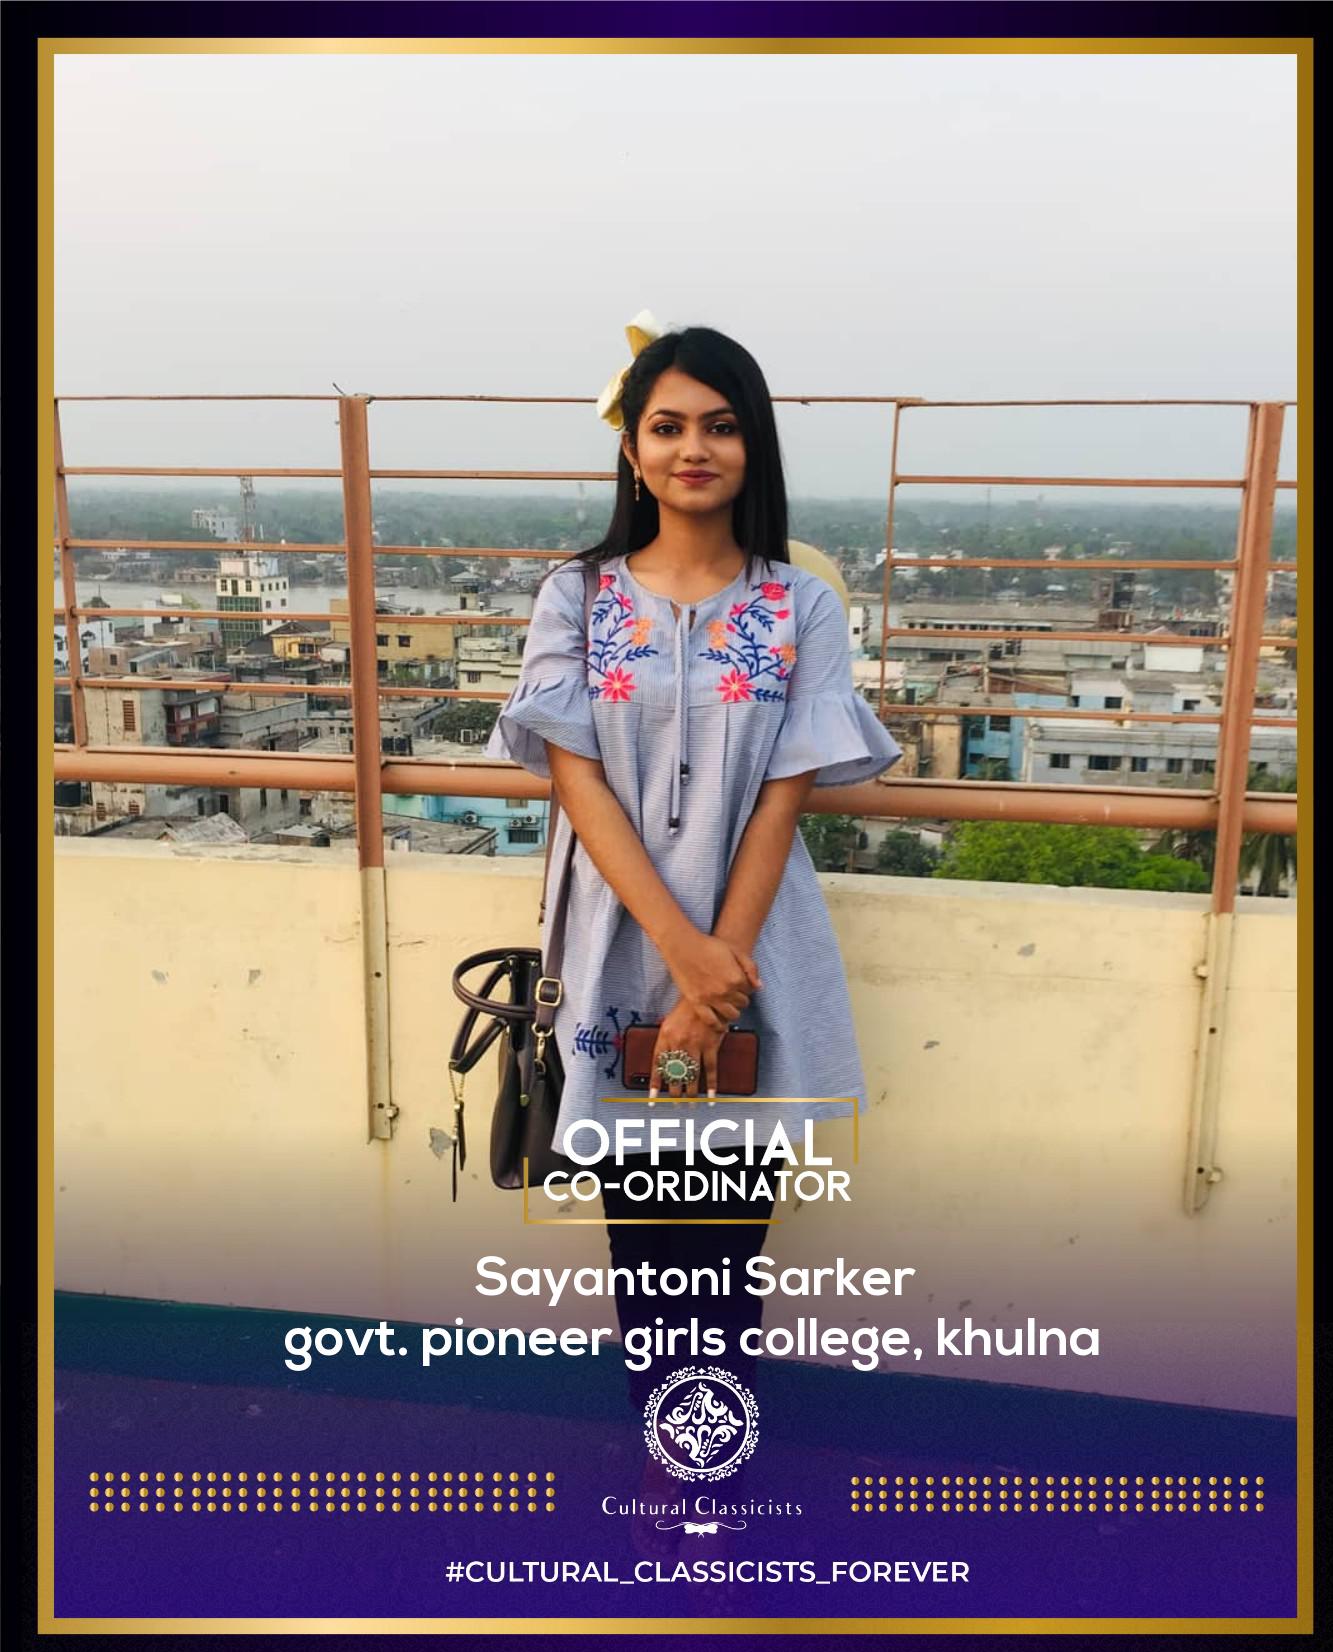 OFFICIAL
CO-ORDINATOR
Sayantoni Sarker
govt. pioneer girls college, khulna
Cultural Classicists
#CULTURAL_CLASSICISTS_FOREVER